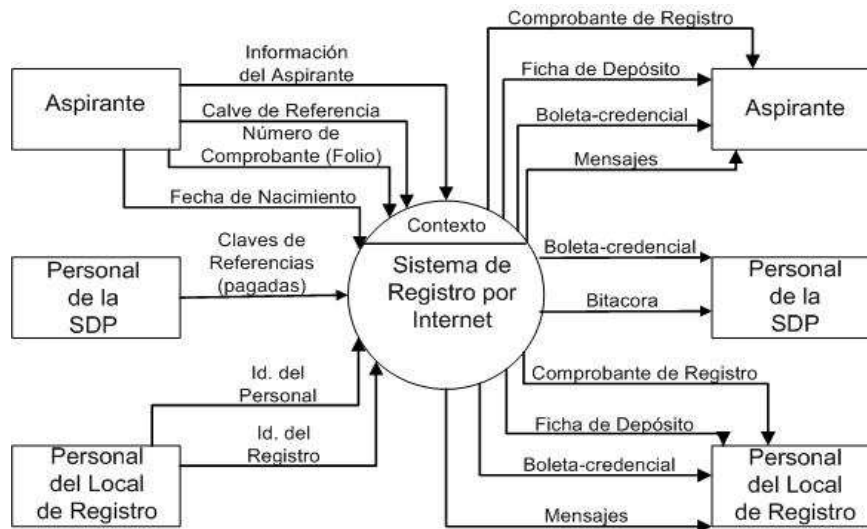 Comprobante de Registro
Información
del Aspirante
Ficha de Depósito
Aspirante
Aspirante
Calve de Referencia
Boleta-credencial
Número de
Comprobante (Folio)
Mensajes
Fecha de Nacimiento
Contexto
Claves de
Referencias
(pagadas)
Boleta-credencial
Personal
de la
SDP
Sistema de
Registro por
Internet
Personal
de la
SDP
Bitacora
Id. del
Personal
Comprobante de Registro
Id. del
Registro
Ficha de Depósito
Personal
del Local
de Registro
Boleta-credencial
Personal
del Local
de Registro
Mensajes